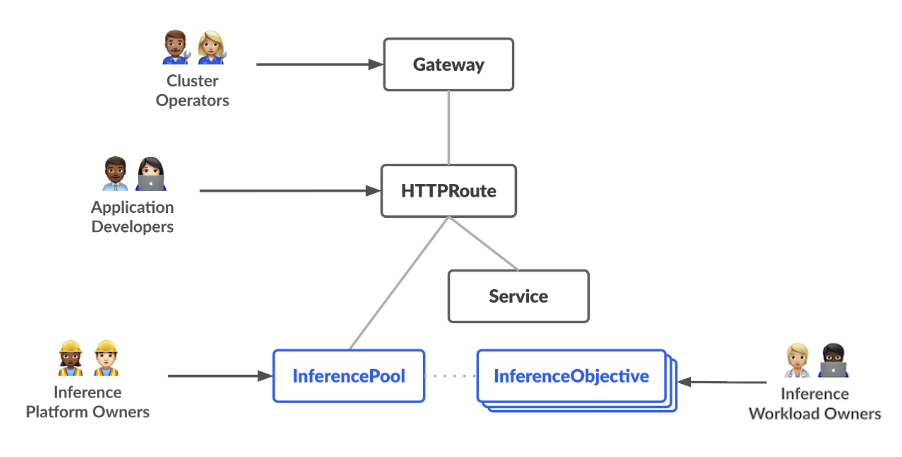 Gateway
Cluster
Operators
HTTPRoute
Application
Developers
Service
InferencePool
InferenceObjective
Inference
Platform Owners
Inference
Workload Owners